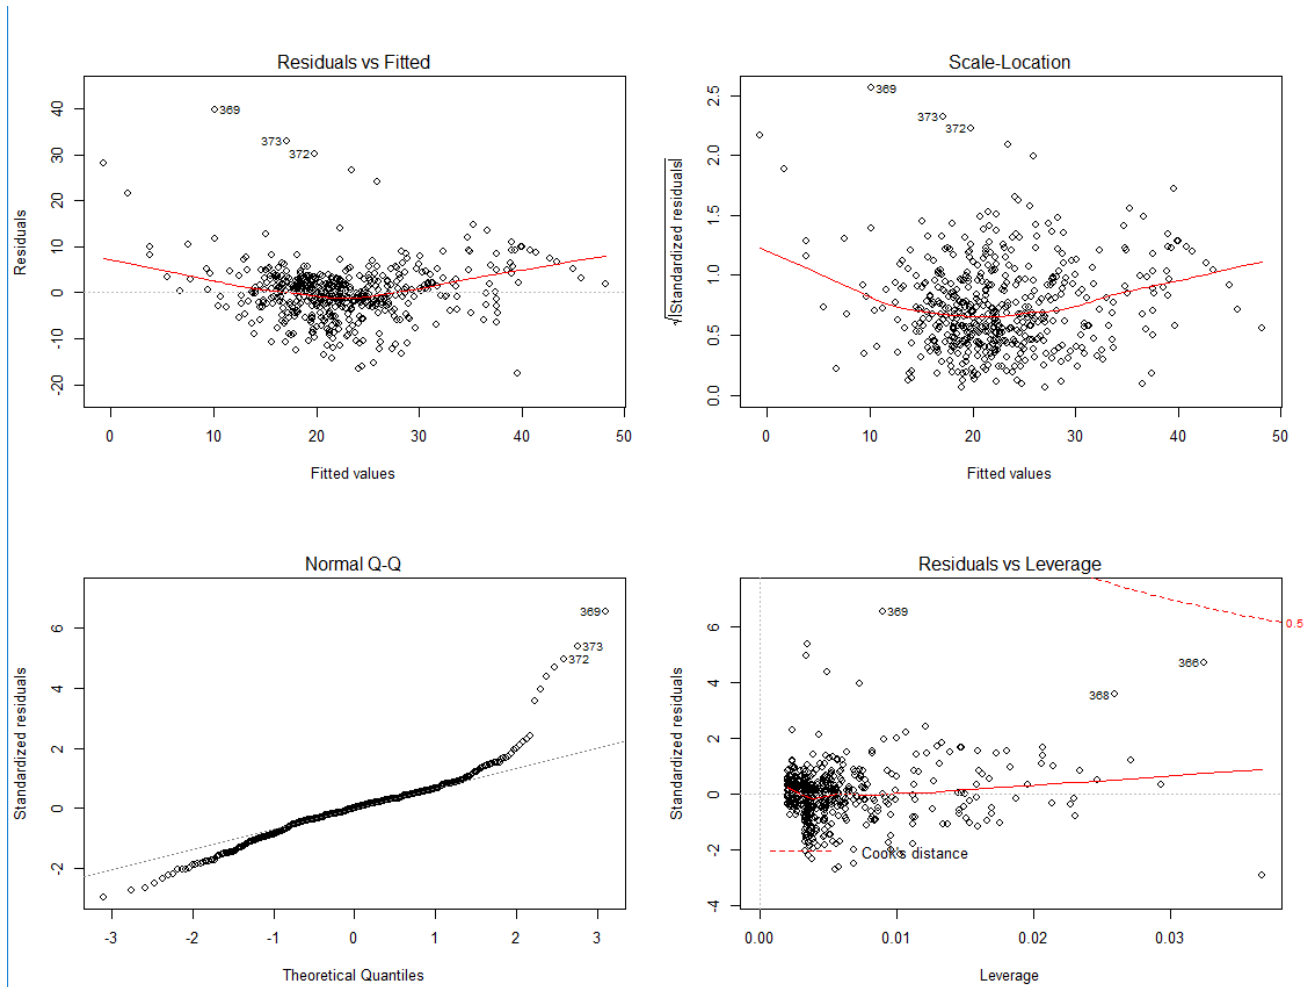 Residuals vs Fitted
Residuals
40
30
20
10
0
-10
-20
369
373
372
0 10 20 30 40 50
Fitted values
Scale-Location
√|Standardized residuals|
2.5
2.0
1.5
1.0
0.5
0.0
369
373
372
0 10 20 30 40 50
Fitted values
Normal Q-Q
Standardized residuals
6
4
2
0
-2
369
373
372
-3 -2 -1 0 1 2 3
Theoretical Quantiles
Residuals vs Leverage
Standardized residuals
6
4
2
0
-2
-4
369
366
368
0.5
Cook's distance
0.00 0.01 0.02 0.03
Leverage